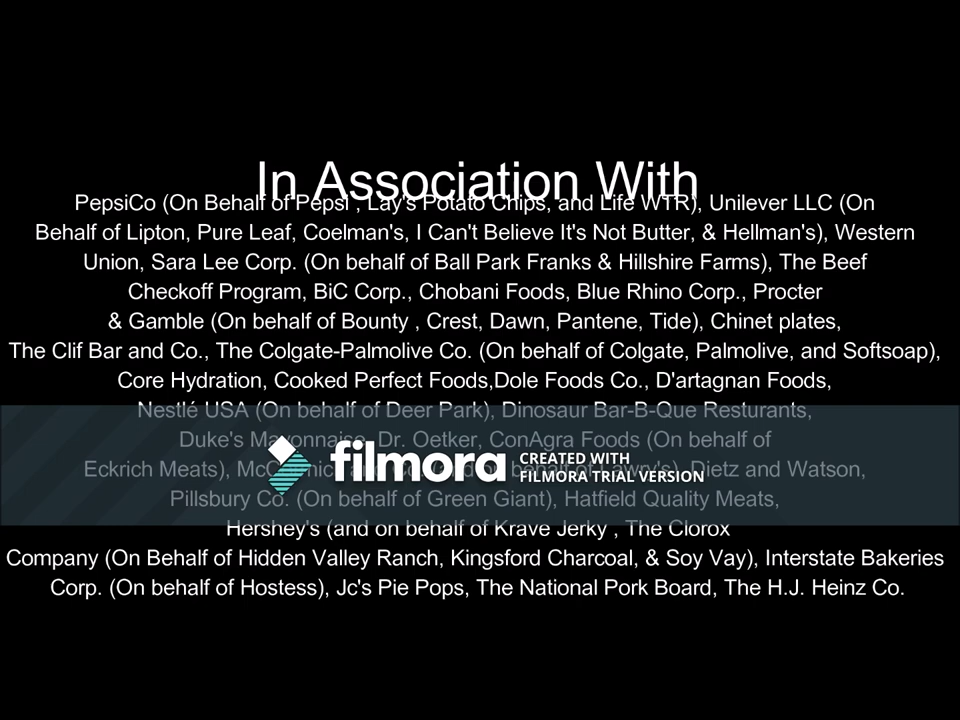 In Association With
PepsiCo (On Behalf of Pepsi , Lay's Potato Chips, and Life WTR), Unilever LLC (On
Behalf of Lipton, Pure Leaf, Coelman's, I Can't Believe It's Not Butter, & Hellman's), Western
Union, Sara Lee Corp. (On behalf of Ball Park Franks & Hillshire Farms), The Beef
Checkoff Program, BiC Corp., Chobani Foods, Blue Rhino Corp., Procter
& Gamble (On behalf of Bounty , Crest, Dawn, Pantene, Tide), Chinet plates,
The Clif Bar and Co., The Colgate-Palmolive Co. (On behalf of Colgate, Palmolive, and Softsoap),
Core Hydration, Cooked Perfect Foods,Dole Foods Co., D'artagnan Foods,
Nestlé USA (On behalf of Deer Park), Dinosaur Bar-B-Que Resturants,
Duke's Mayonnaise, Dr. Oetker, ConAgra Foods (On behalf of
Eckrich Meats), behalf of Lawry's), Dietz and Watson,
filmora CREATED WITH
FILMORA TRIAL VERSION
Pillsbury Co. (On behalf of Green Giant), Hatfield Quality Meats,
Hershey's (and on behalf of Krave Jerky , The Clorox
Company (On Behalf of Hidden Valley Ranch, Kingsford Charcoal, & Soy Vay), Interstate Bakeries
Corp. (On behalf of Hostess), Jc's Pie Pops, The National Pork Board, The H.J. Heinz Co.